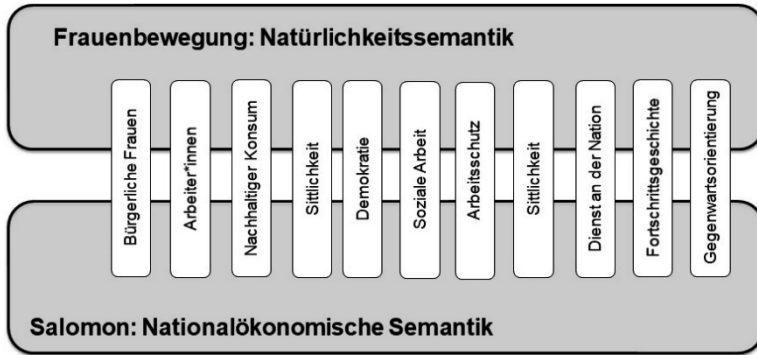 Frauenbewegung: Natürlichkeitssemantik
Bürgerliche Frauen
Arbeiter*innen
Nachhaltiger Konsum
Sittlichkeit
Demokratie
Soziale Arbeit
Arbeitsschutz
Sittlichkeit
Dienst an der Nation
Fortschrittsgeschichte
Gegenwartsorientierung
Salomon: Nationalökonomische Semantik